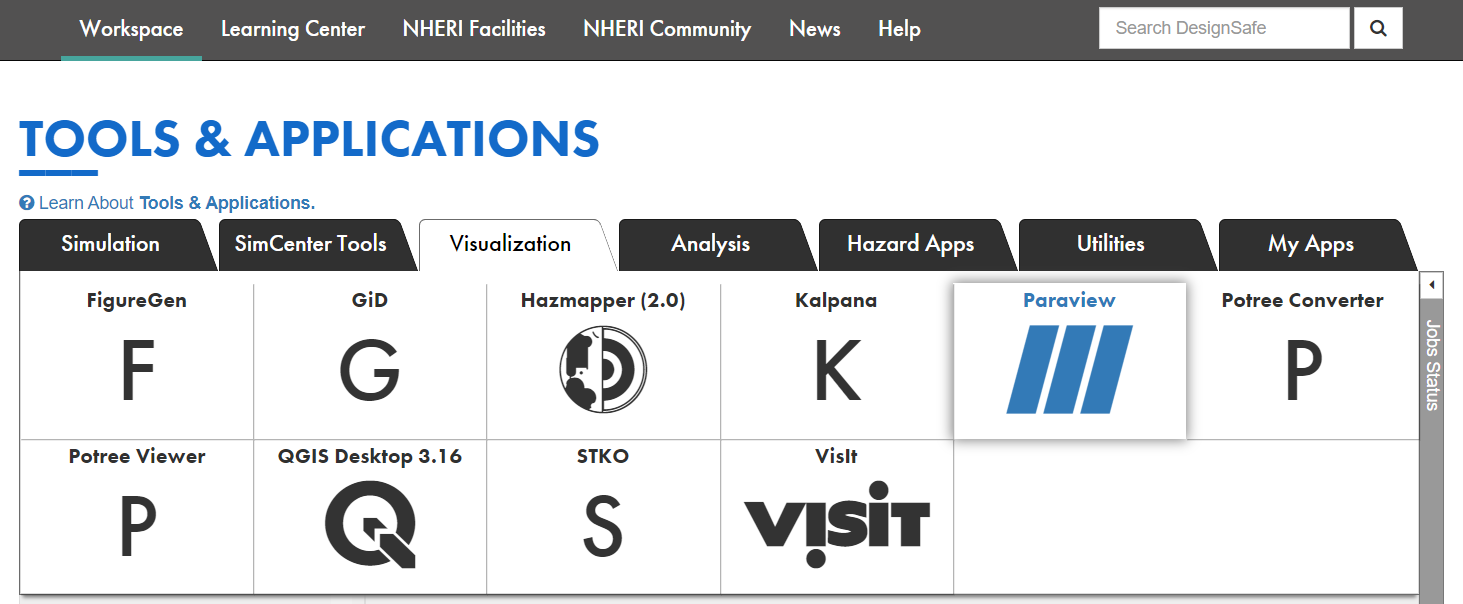 Workspace Learning Center NHERI Facilities NHERI Community News Help Search DesignSafe
TOOLS & APPLICATIONS
Learn About Tools & Applications.
Simulation SimCenter Tools Visualization Analysis Hazard Apps Utilities My Apps
FigureGen GiD Hazmapper (2.0) Kalpana Paraview Potree Converter
F G K P
Jobs Status
Potree Viewer QGIS Desktop 3.16 STKO VisIt
P Q S VISIT